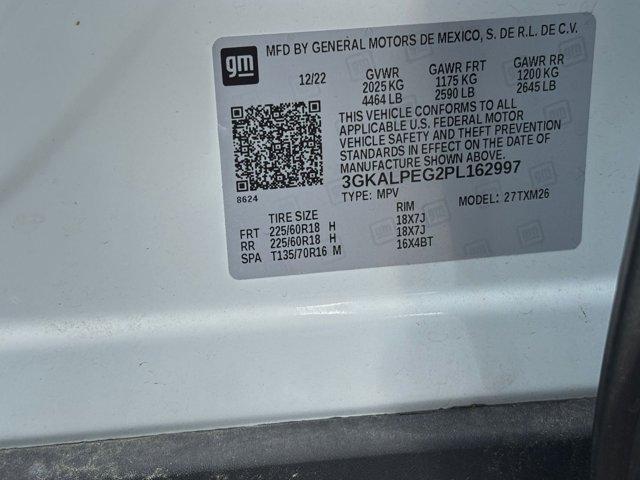 gm
MFD BY GENERAL MOTORS DE MEXICO, S. DE R.L. DE C.V.
12/22 GVWR GAWR FRT GAWR RR
2025 KG 1175 KG 1200 KG
4464 LB 2590 LB 2645 LB
THIS VEHICLE CONFORMS TO ALL
APPLICABLE U.S. FEDERAL MOTOR
VEHICLE SAFETY AND THEFT PREVENTION
STANDARDS IN EFFECT ON THE DATE OF
MANUFACTURE SHOWN ABOVE.
3GKALPEG2PL162997
8624 TYPE: MPV MODEL: 27TXM26
TIRE SIZE RIM
FRT 225/60R18 H 18X7J
RR 225/60R18 H 18X7J
SPA T135/70R16 M 16X4BT